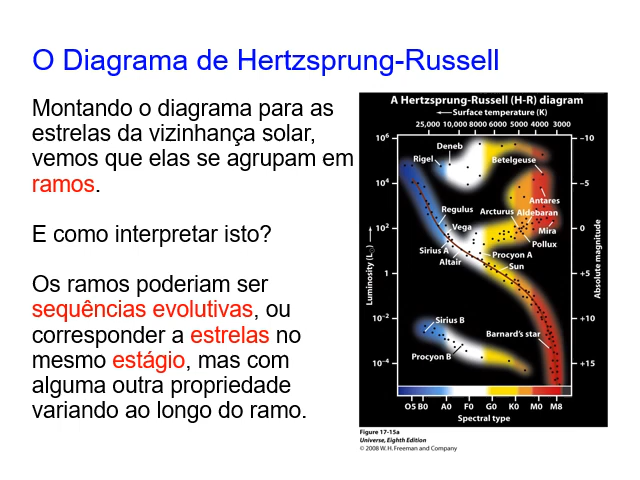 O Diagrama de Hertzsprung-Russell
Montando o diagrama para as
estrelas da vizinhança solar,
vemos que elas se agrupam em
ramos.
E como interpretar isto?
Os ramos poderiam ser
sequências evolutivas, ou
corresponder a estrelas no
mesmo estágio, mas com
alguma outra propriedade
variando ao longo do ramo.
A Hertzsprung-Russell (H-R) diagram
← Surface temperature (K)
25,000 10,000 8000 6000 5000 4000 3000
10⁶
10⁴
10²
1
10⁻²
10⁻⁴
Luminosity (L☉) →
−10
−5
0
+5
+10
+15
Absolute magnitude
Deneb
Rigel
Betelgeuse
Antares
Regulus
Arcturus
Aldebaran
Vega
Mira
Sirius A
Pollux
Altair
Procyon A
Sun
Sirius B
Barnard's star
Procyon B
O5 B0 A0 F0 G0 K0 M0 M8
Spectral type
Figure 17-15a
Universe, Eighth Edition
© 2008 W. H. Freeman and Company